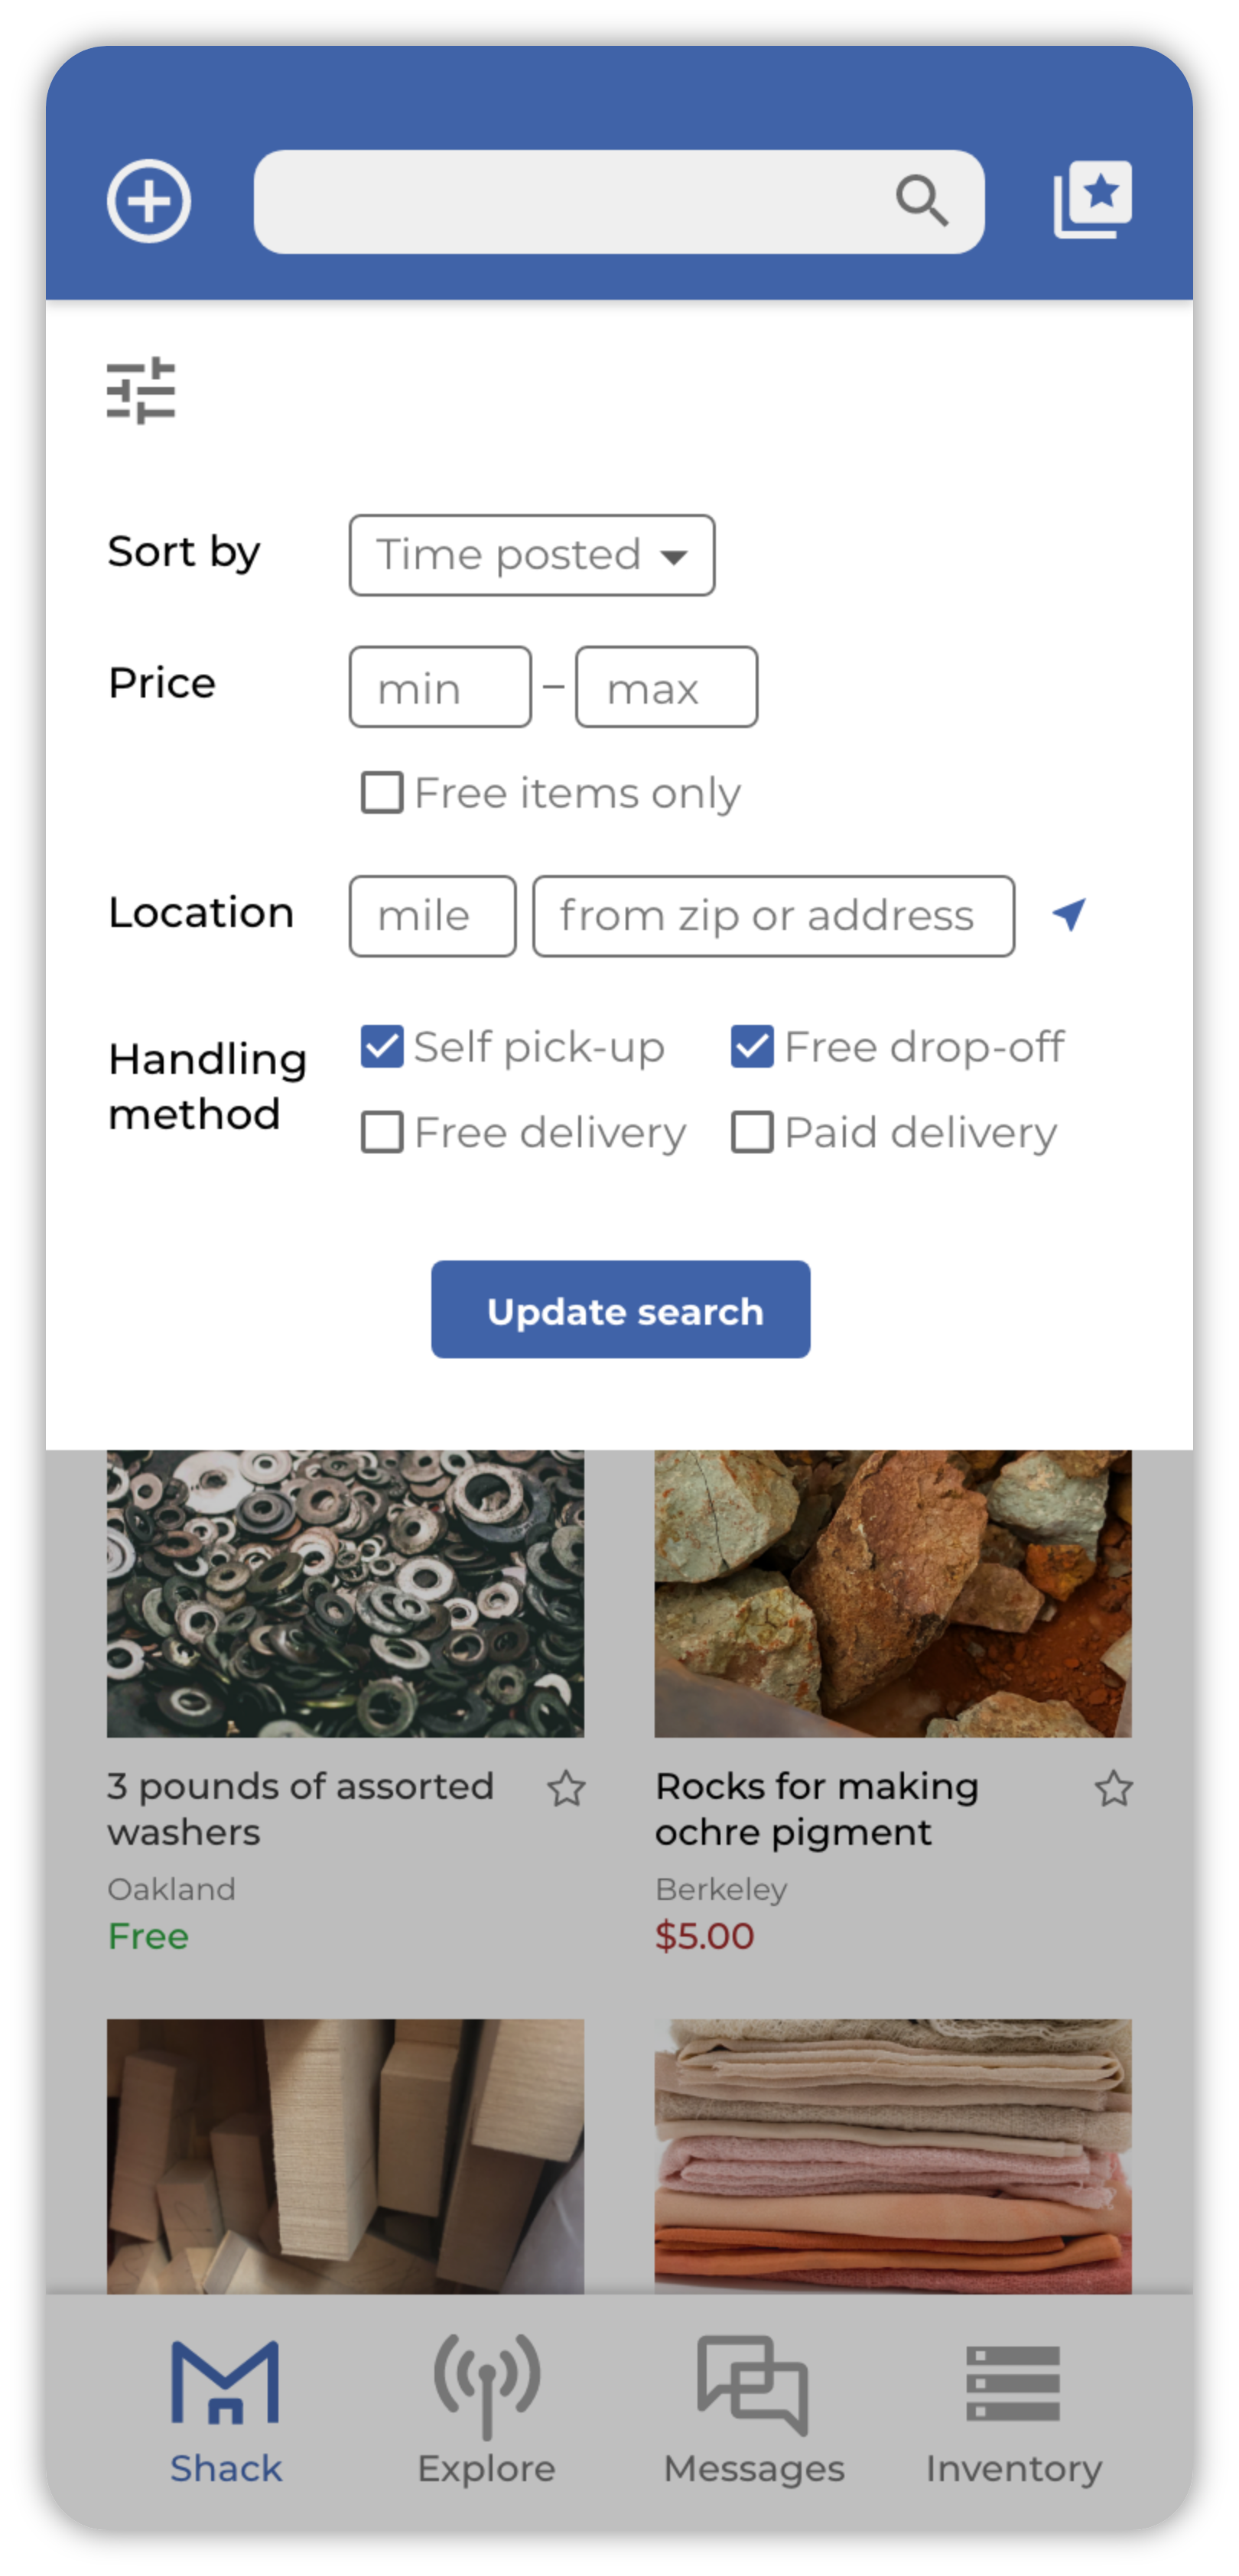 Sort by
Time posted
Price
min – max
Free items only
Location
mile
from zip or address
Handling
method
Self pick-up
Free drop-off
Free delivery
Paid delivery
Update search
3 pounds of assorted
washers
Oakland
Free
Rocks for making
ochre pigment
Berkeley
$5.00
Shack
Explore
Messages
Inventory